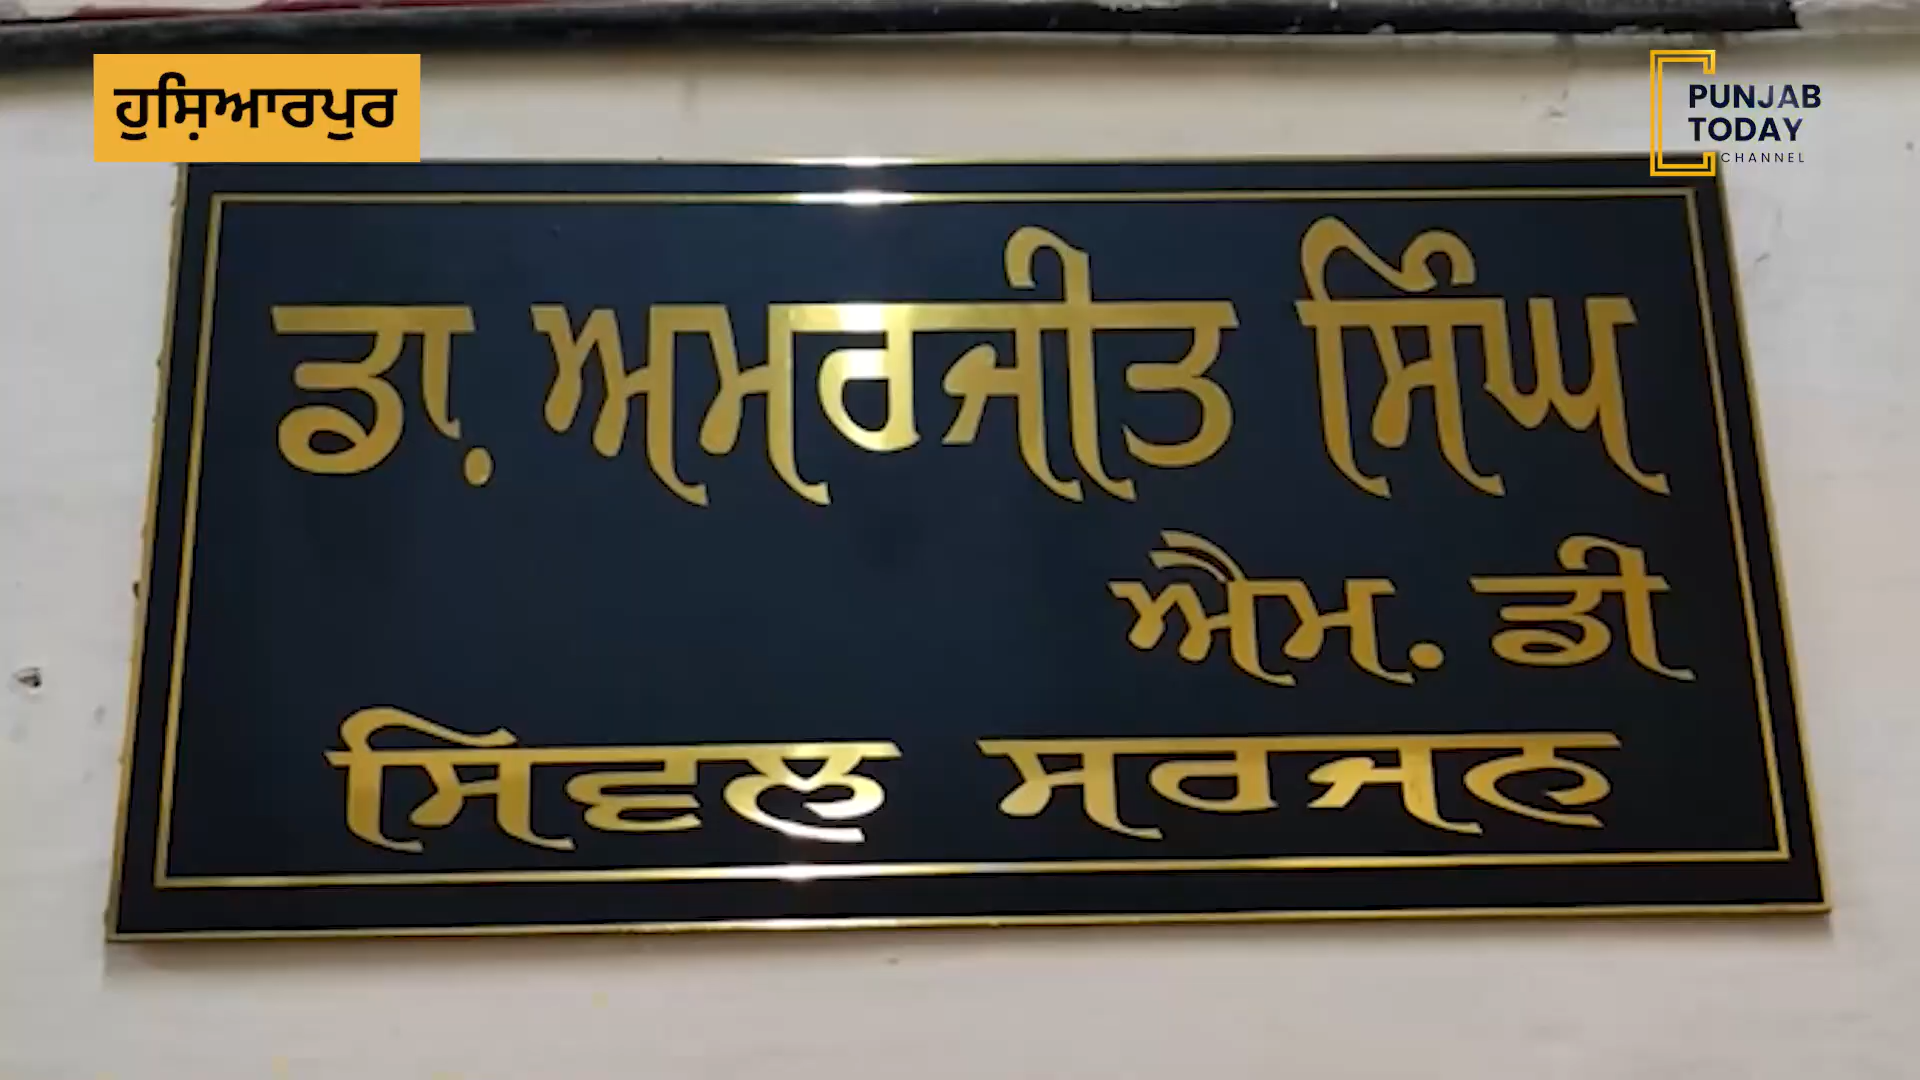 ਹੁਸ਼ਿਆਰਪੁਰ
PUNJAB
TODAY
CHANNEL
ਡਾ. ਅਮਰਜੀਤ ਸਿੰਘ
ਐਮ. ਡੀ
ਸਿਵਲ ਸਰਜਨ